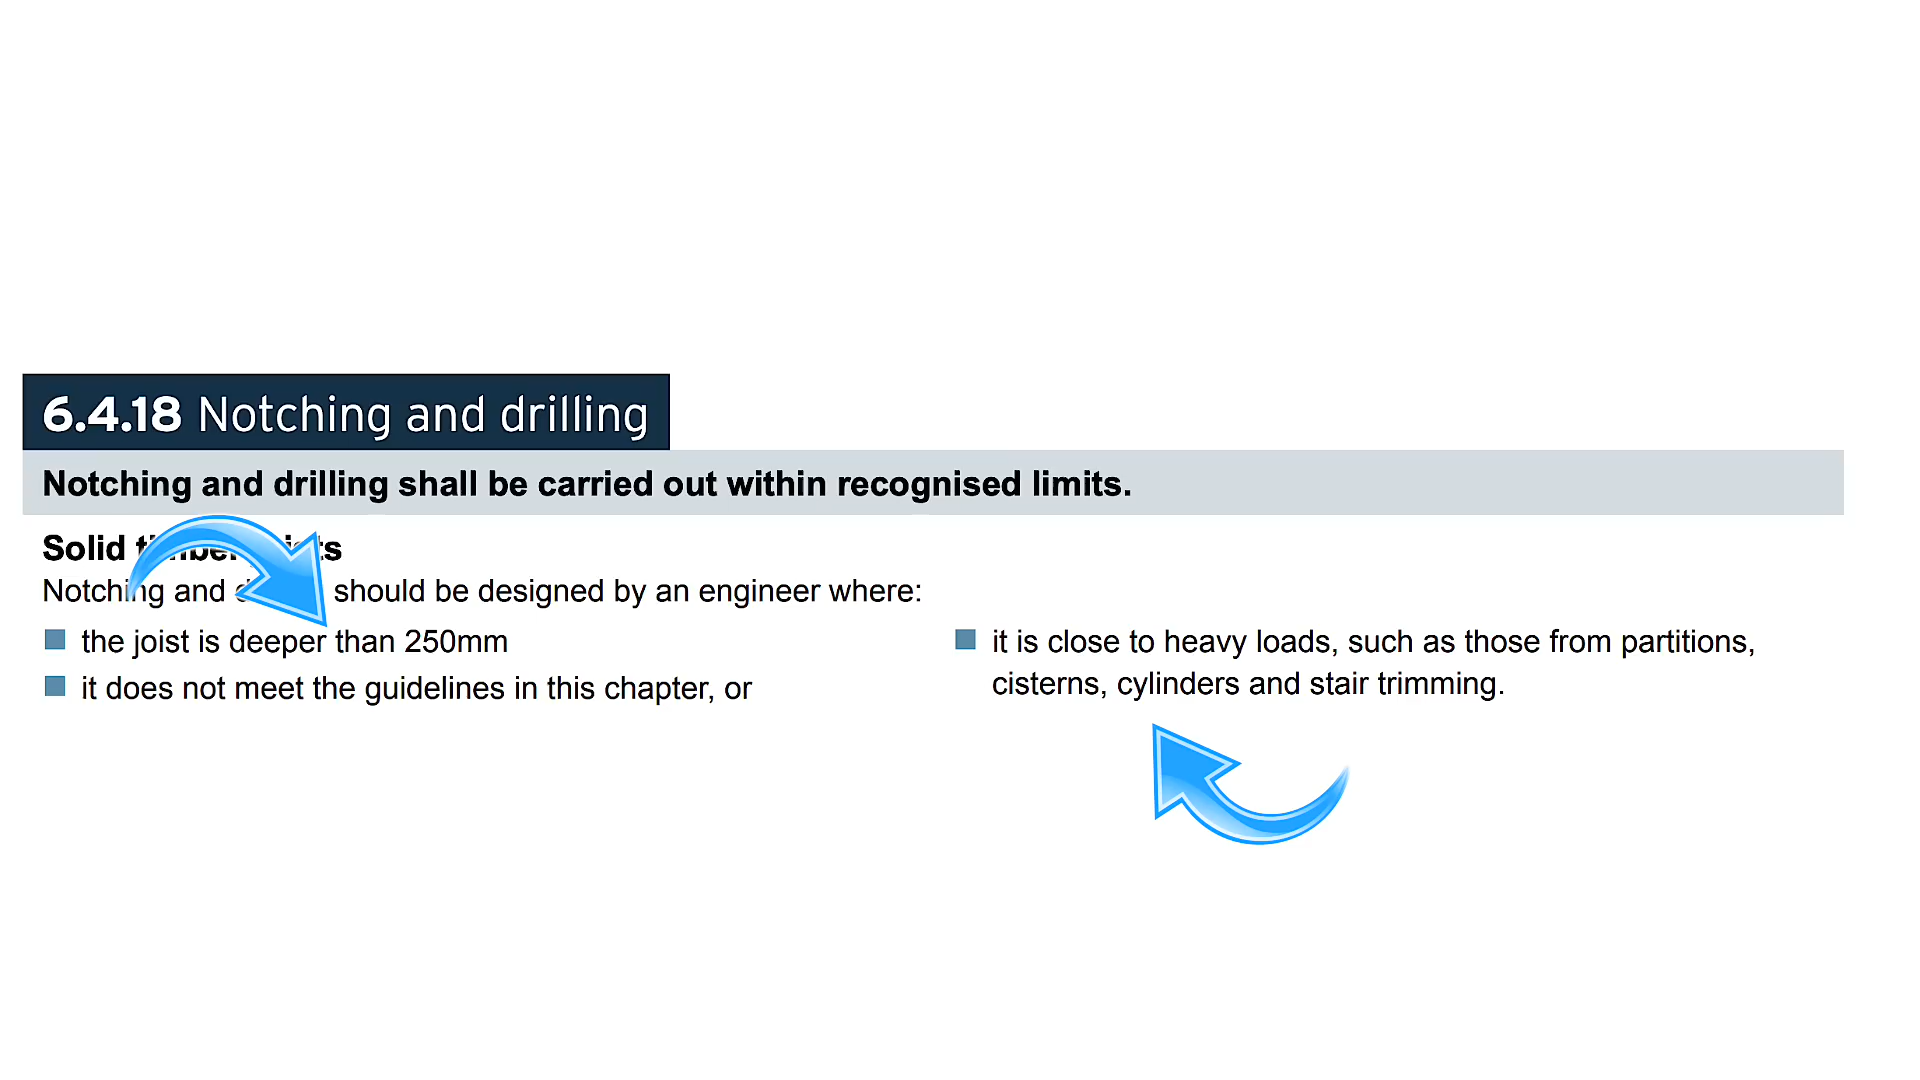 6.4.18 Notching and drilling
Notching and drilling shall be carried out within recognised limits.
Solid
Notching and should be designed by an engineer where:
the joist is deeper than 250mm
it does not meet the guidelines in this chapter, or
it is close to heavy loads, such as those from partitions,
cisterns, cylinders and stair trimming.